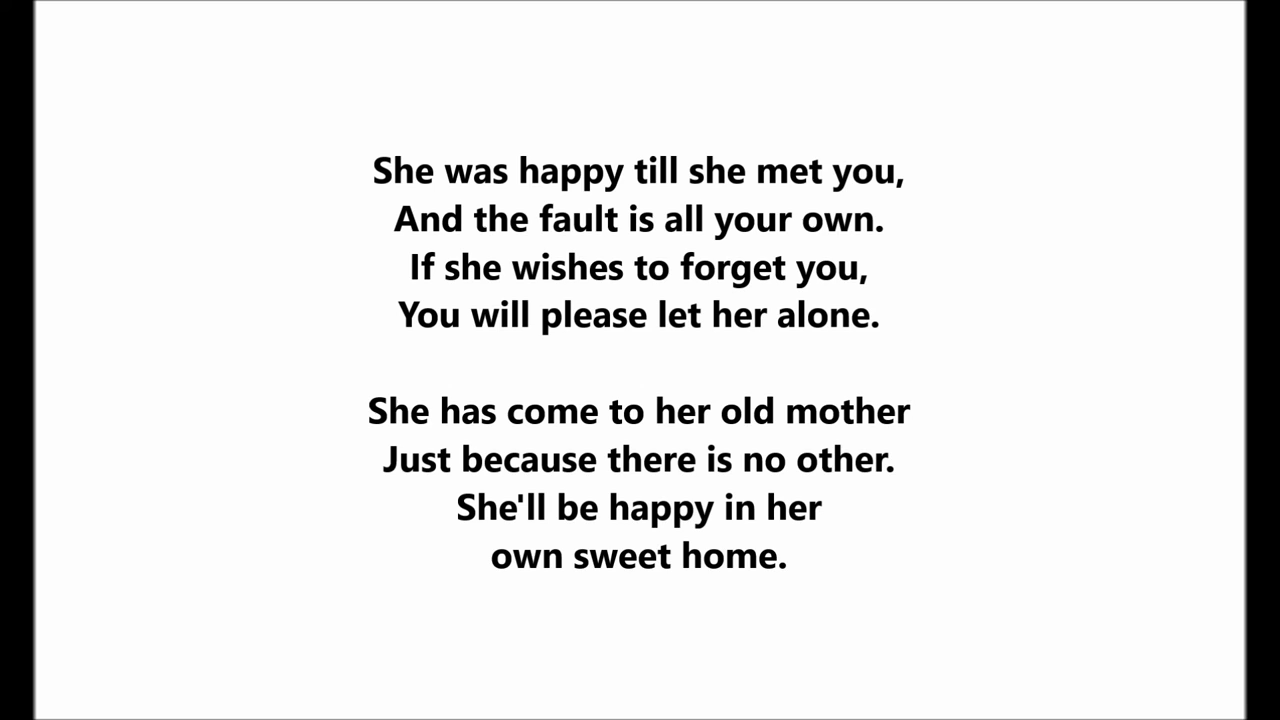 She was happy till she met you,
And the fault is all your own.
If she wishes to forget you,
You will please let her alone.
She has come to her old mother
Just because there is no other.
She'll be happy in her
own sweet home.